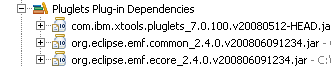 Pluglets Plug-in Dependencies
com.ibm.xtools.pluglets_7.0.100.v20080512-HEAD.ja
org.eclipse.emf.common_2.4.0.v200806091234.jar - C:
org.eclipse.emf.ecore_2.4.0.v200806091234.jar - C:\